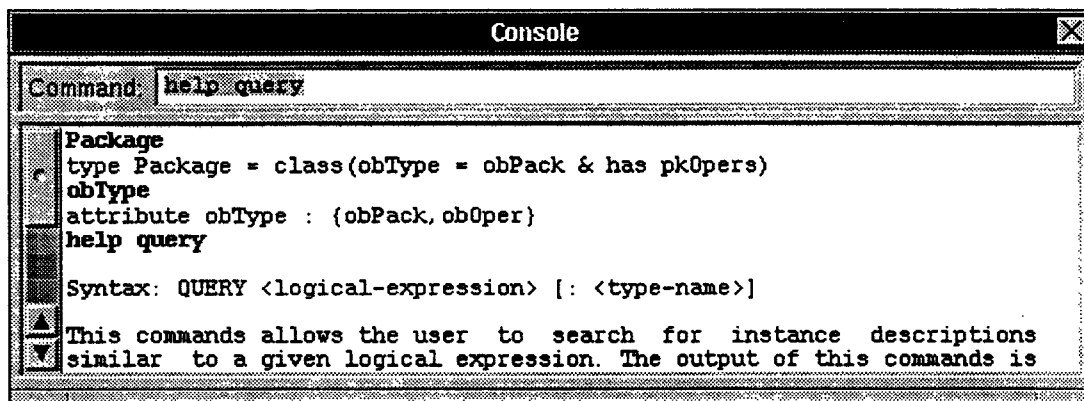 Console
Command: help query
Package
type Package = class(obType = obPack & has pkOpers)
obType
attribute obType : {obPack,obOper}
help query
Syntax: QUERY <logical-expression> [: <type-name>]
This commands allows the user to search for instance descriptions
similar to a given logical expression. The output of this commands is